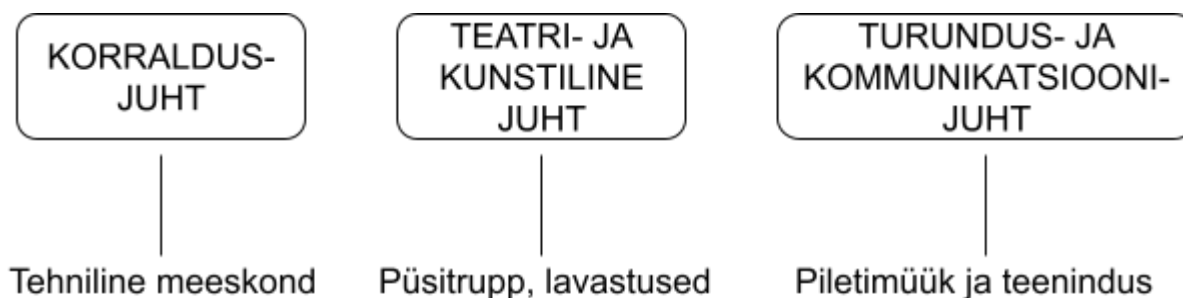 KORRALDUS-
JUHT
TEATRI- JA
KUNSTILINE
JUHT
TURUNDUS- JA
KOMMUNIKATSIOONI-
JUHT
Tehniline meeskond
Püsitrupp, lavastused
Piletimüük ja teenindus